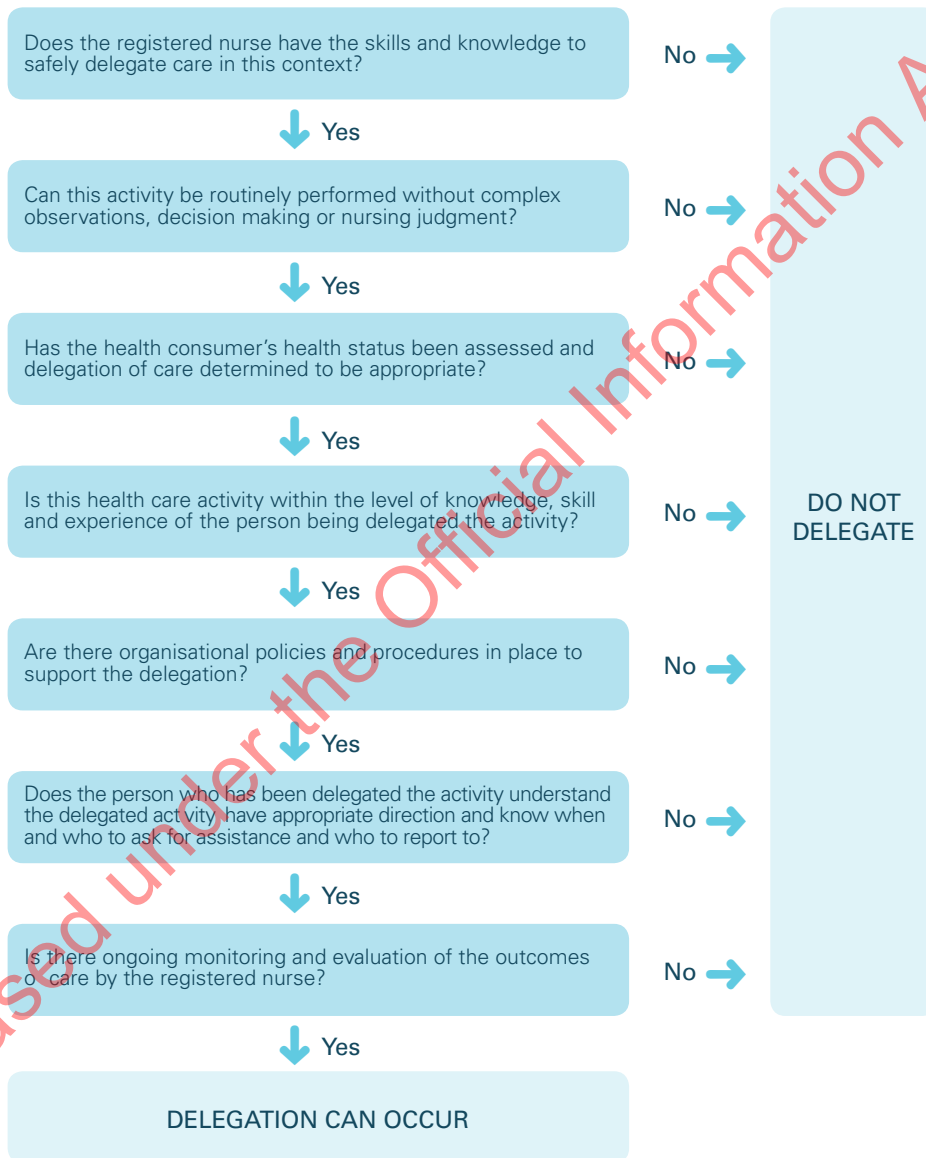 Does the registered nurse have the skills and knowledge to
safely delegate care in this context?
No
Yes
Can this activity be routinely performed without complex
observations, decision making or nursing judgment?
No
Yes
Has the health consumer's health status been assessed and
delegation of care determined to be appropriate?
No
Yes
Is this health care activity within the level of knowledge, skill
and experience of the person being delegated the activity?
No
DO NOT
DELEGATE
Yes
Are there organisational policies and procedures in place to
support the delegation?
No
Yes
Does the person who has been delegated the activity understand
the delegated activity, have appropriate direction and know when
and who to ask for assistance and who to report to?
No
Yes
Is there ongoing monitoring and evaluation of the outcomes
of care by the registered nurse?
No
Yes
DELEGATION CAN OCCUR
ased under the Official Information A